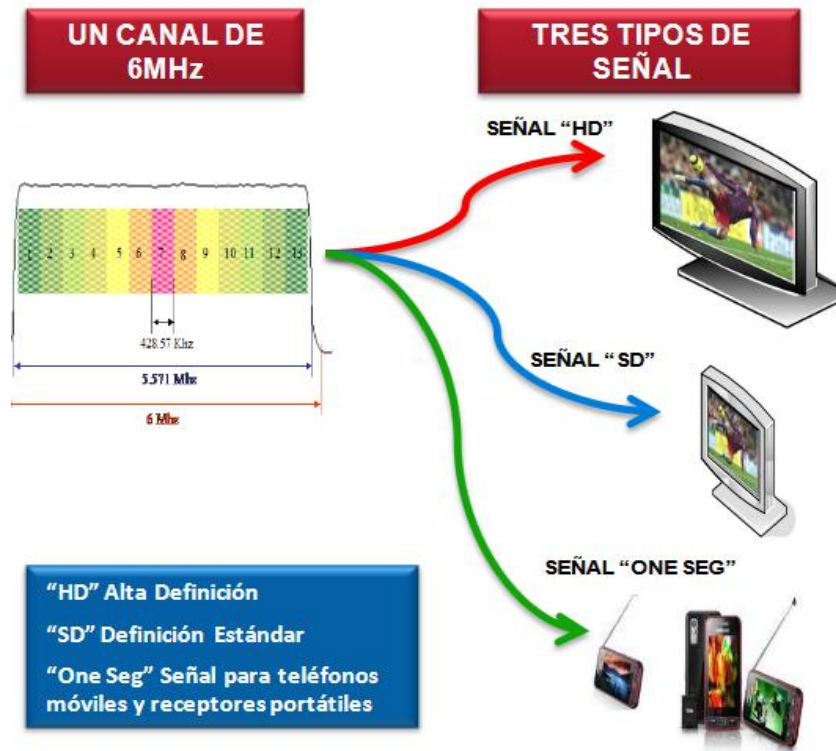 UN CANAL DE
6MHz
TRES TIPOS DE
SEÑAL
SEÑAL “HD”
1 2 3 4 5 6 7 8 9 10 11 12 13
428.57 Khz
5.571 Mhz
6 Mhz
SEÑAL “SD”
SEÑAL “ONE SEG”
“HD” Alta Definición
“SD” Definición Estándar
“One Seg” Señal para teléfonos
móviles y receptores portátiles